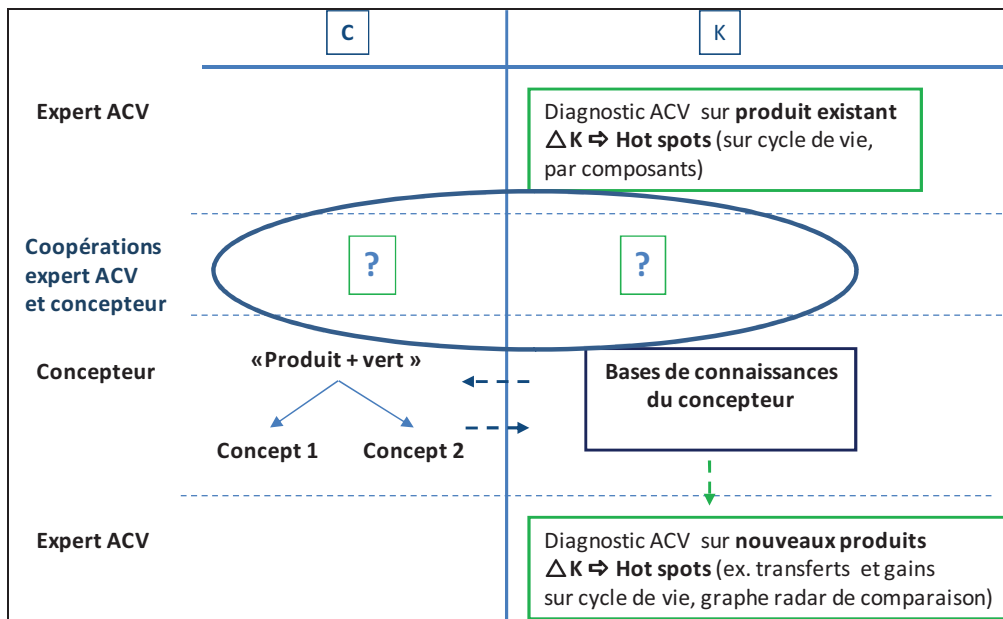 C
K
Expert ACV
Diagnostic ACV sur produit existant
△K ⇨ Hot spots (sur cycle de vie,
par composants)
Coopérations
expert ACV
et concepteur
?
?
Concepteur
«Produit + vert »
Concept 1
Concept 2
Bases de connaissances
du concepteur
Expert ACV
Diagnostic ACV sur nouveaux produits
△K ⇨ Hot spots (ex. transferts et gains
sur cycle de vie, graphe radar de comparaison)